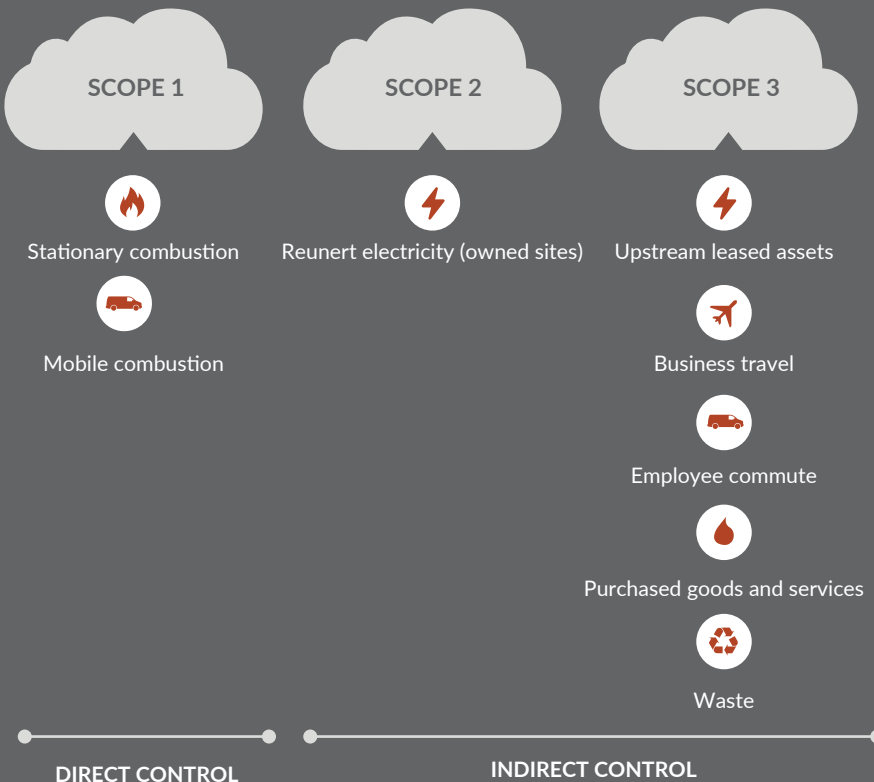 SCOPE 1
SCOPE 2
SCOPE 3
Stationary combustion
Reunert electricity (owned sites)
Upstream leased assets
Mobile combustion
Business travel
Employee commute
Purchased goods and services
Waste
DIRECT CONTROL
INDIRECT CONTROL